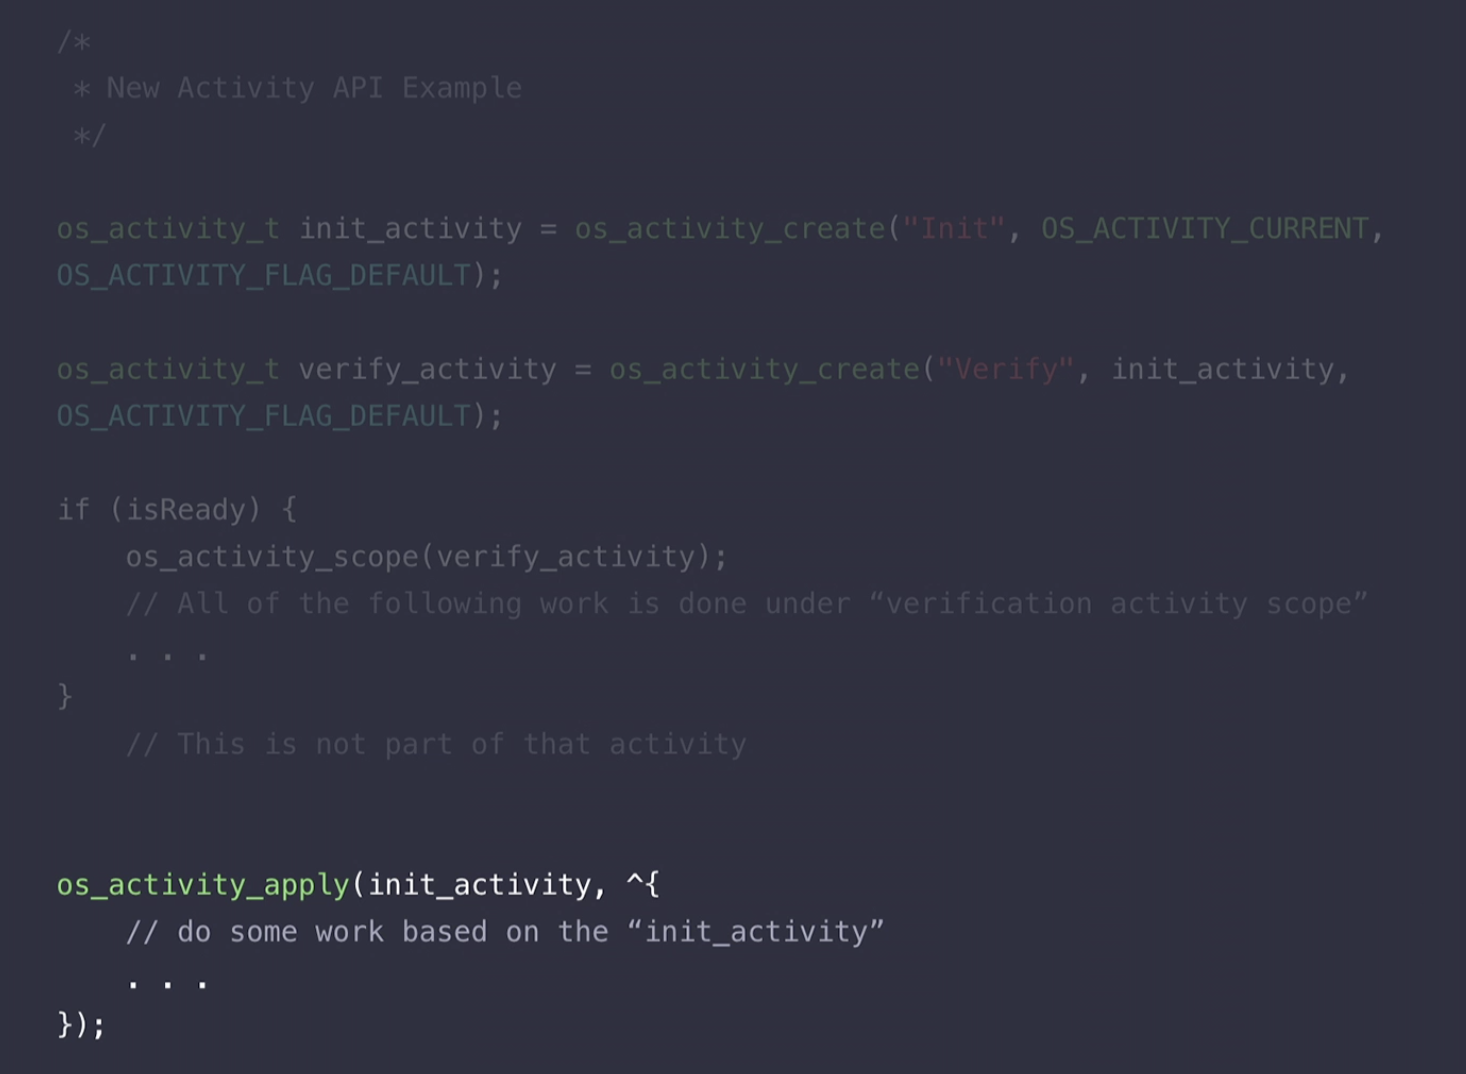 /*
 * New Activity API Example
 */
os_activity_t init_activity = os_activity_create("Init", OS_ACTIVITY_CURRENT,
OS_ACTIVITY_FLAG_DEFAULT);
os_activity_t verify_activity = os_activity_create("Verify", init_activity,
OS_ACTIVITY_FLAG_DEFAULT);
if (isReady) {
    os_activity_scope(verify_activity);
    // All of the following work is done under “verification activity scope”
    . . .
}
    // This is not part of that activity
os_activity_apply(init_activity, ^{
    // do some work based on the “init_activity”
    . . .
});